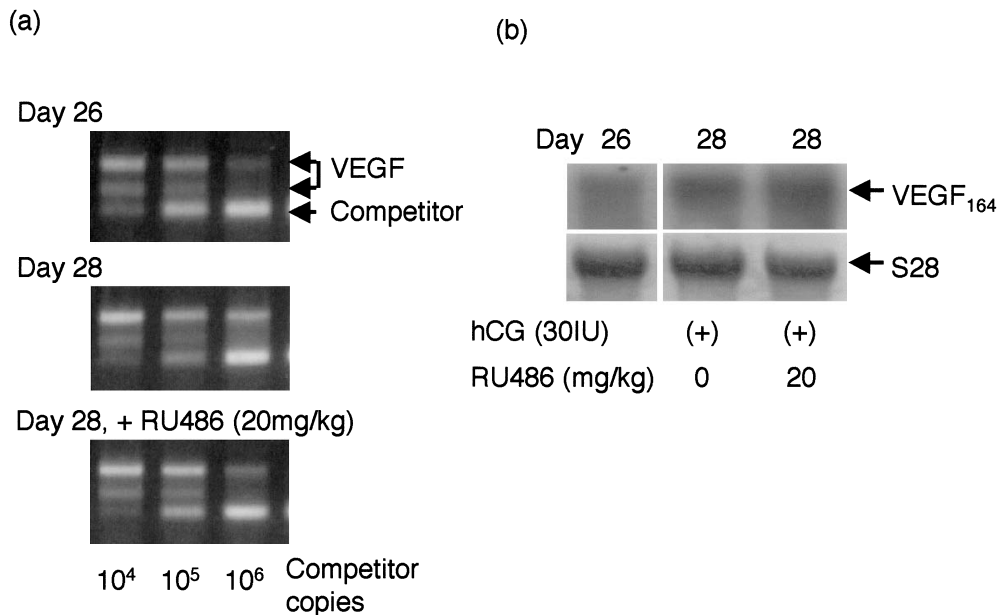 (a)
Day 26
VEGF
Competitor
Day 28
Day 28, + RU486 (20mg/kg)
10⁴ 10⁵ 10⁶ Competitor copies
(b)
Day 26 28 28
VEGF₁₆₄
S28
hCG (30IU) (+) (+)
RU486 (mg/kg) 0 20